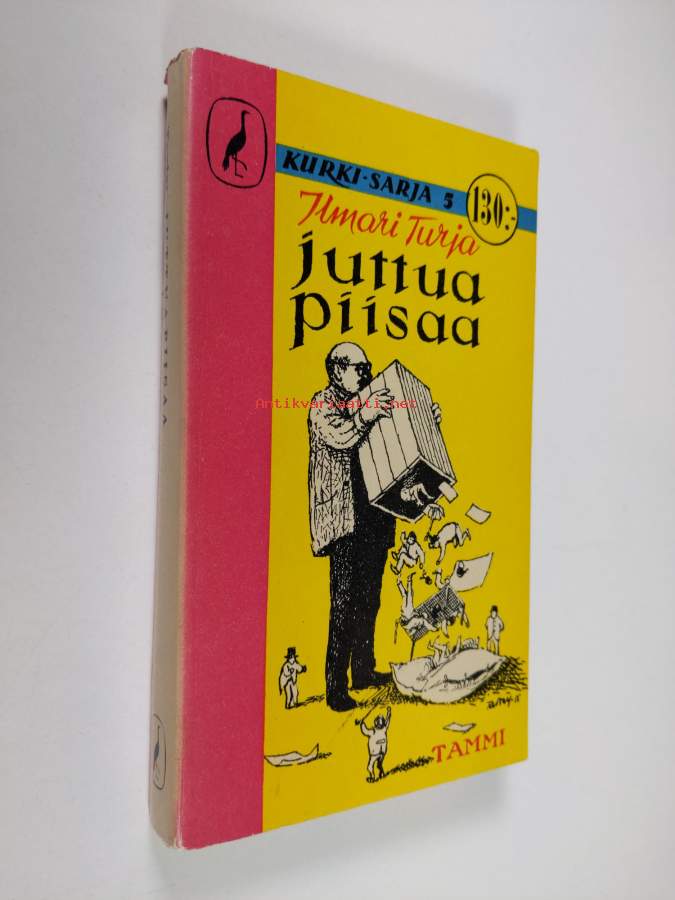 KURKI-SARJA 5
130:-
Ilmari Turja
juttua
piisaa
Antikvariaatti.net
TAMMI